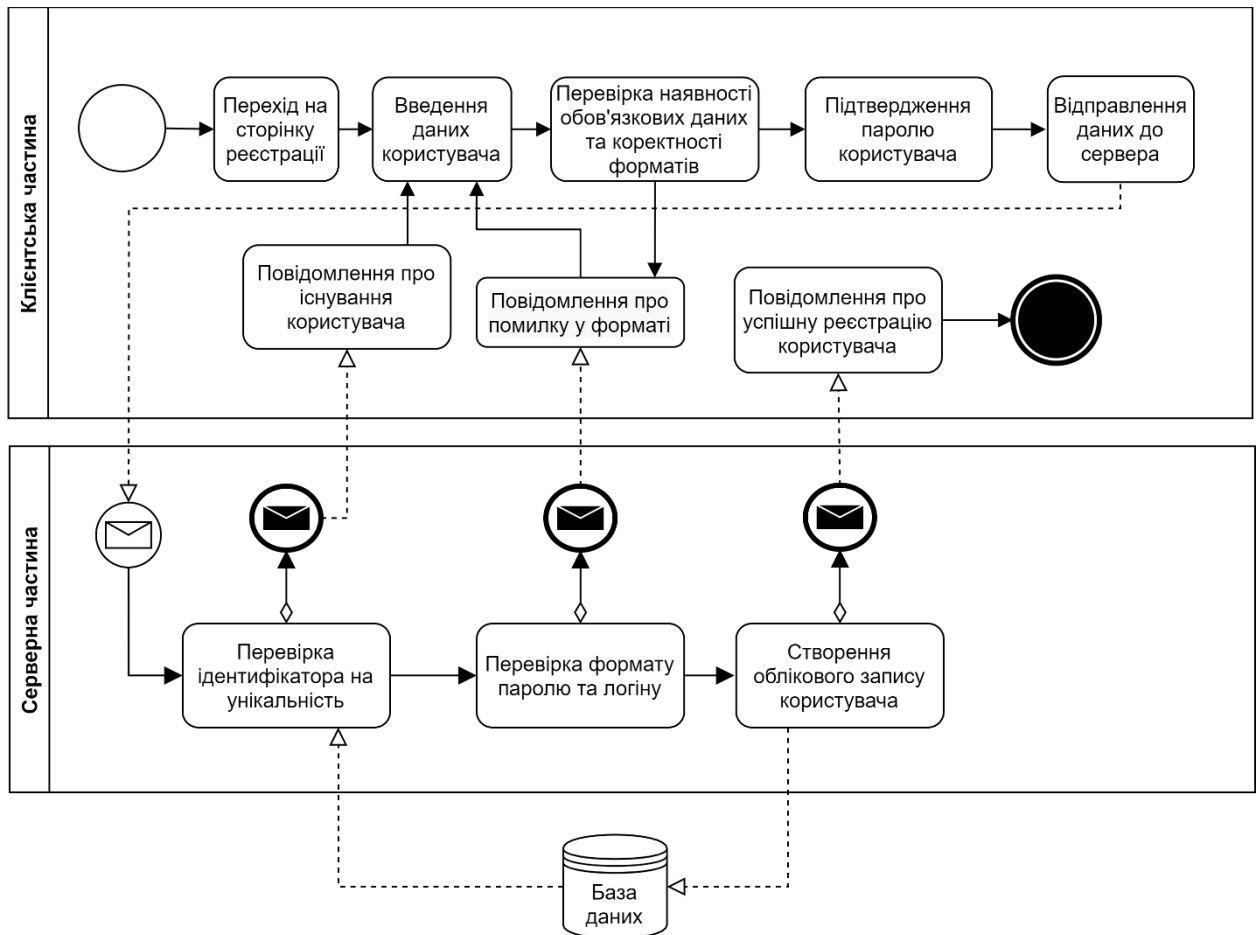 Клієнтська частина
Перехід на
сторінку
реєстрації
Введення
даних
користувача
Перевірка наявності
обов'язкових даних
та коректності
форматів
Підтвердження
паролю
користувача
Відправлення
даних до
сервера
Повідомлення про
існування
користувача
Повідомлення про
помилку у форматі
Повідомлення про
успішну реєстрацію
користувача
Серверна частина
Перевірка
ідентифікатора на
унікальність
Перевірка формату
паролю та логіну
Створення
облікового запису
користувача
База
даних